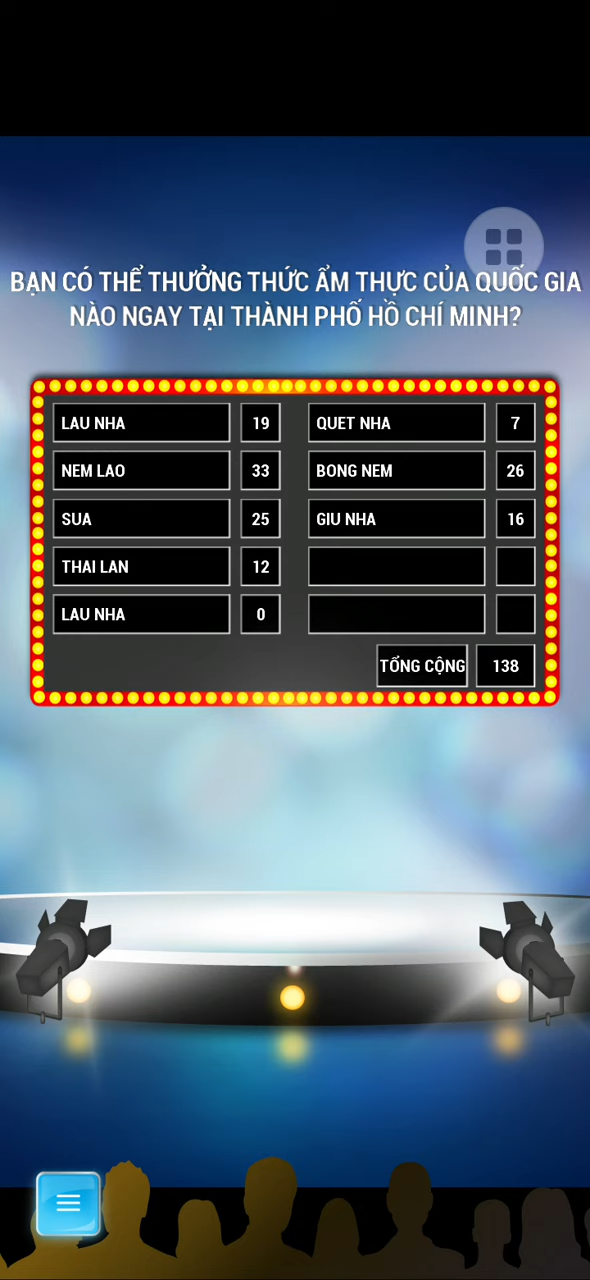 BẠN CÓ THỂ THƯỞNG THỨC ẨM THỰC CỦA QUỐC GIA
NÀO NGAY TẠI THÀNH PHỐ HỒ CHÍ MINH?
LAU NHA 19
NEM LAO 33
SUA 25
THAI LAN 12
LAU NHA 0
QUET NHA 7
BONG NEM 26
GIU NHA 16
TỔNG CỘNG 138